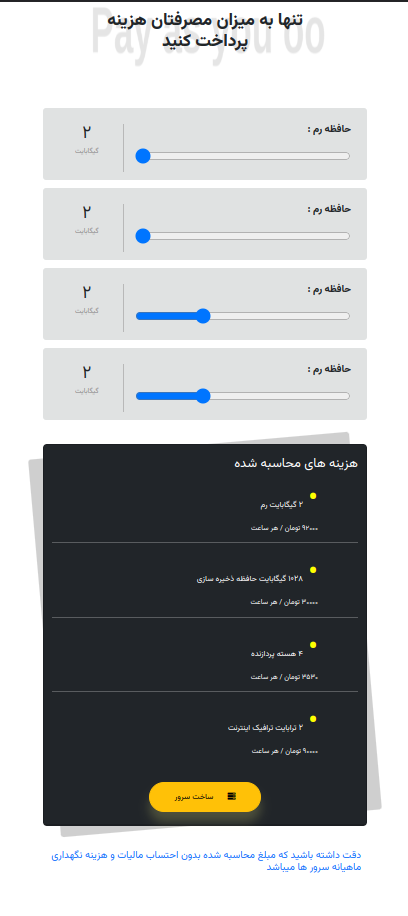 Pay as you Go
تنها به میزان مصرفتان هزینه
پرداخت کنید
حافظه رم :
۲
گیگابایت
حافظه رم :
۲
گیگابایت
حافظه رم :
۲
گیگابایت
حافظه رم :
۲
گیگابایت
هزینه های محاسبه شده
۲ گیگابایت رم
۹۲۰۰۰ تومان / هر ساعت
۱۰۲۸ گیگابایت حافظه ذخیره سازی
۳۰۰۰۰ تومان / هر ساعت
۴ هسته پردازنده
۳۵۳۰ تومان / هر ساعت
۲ ترابایت ترافیک اینترنت
۹۰۰۰۰ تومان / هر ساعت
ساخت سرور
دقت داشته باشید که مبلغ محاسبه شده بدون احتساب مالیات و هزینه نگهداری
ماهیانه سرور ها میباشد